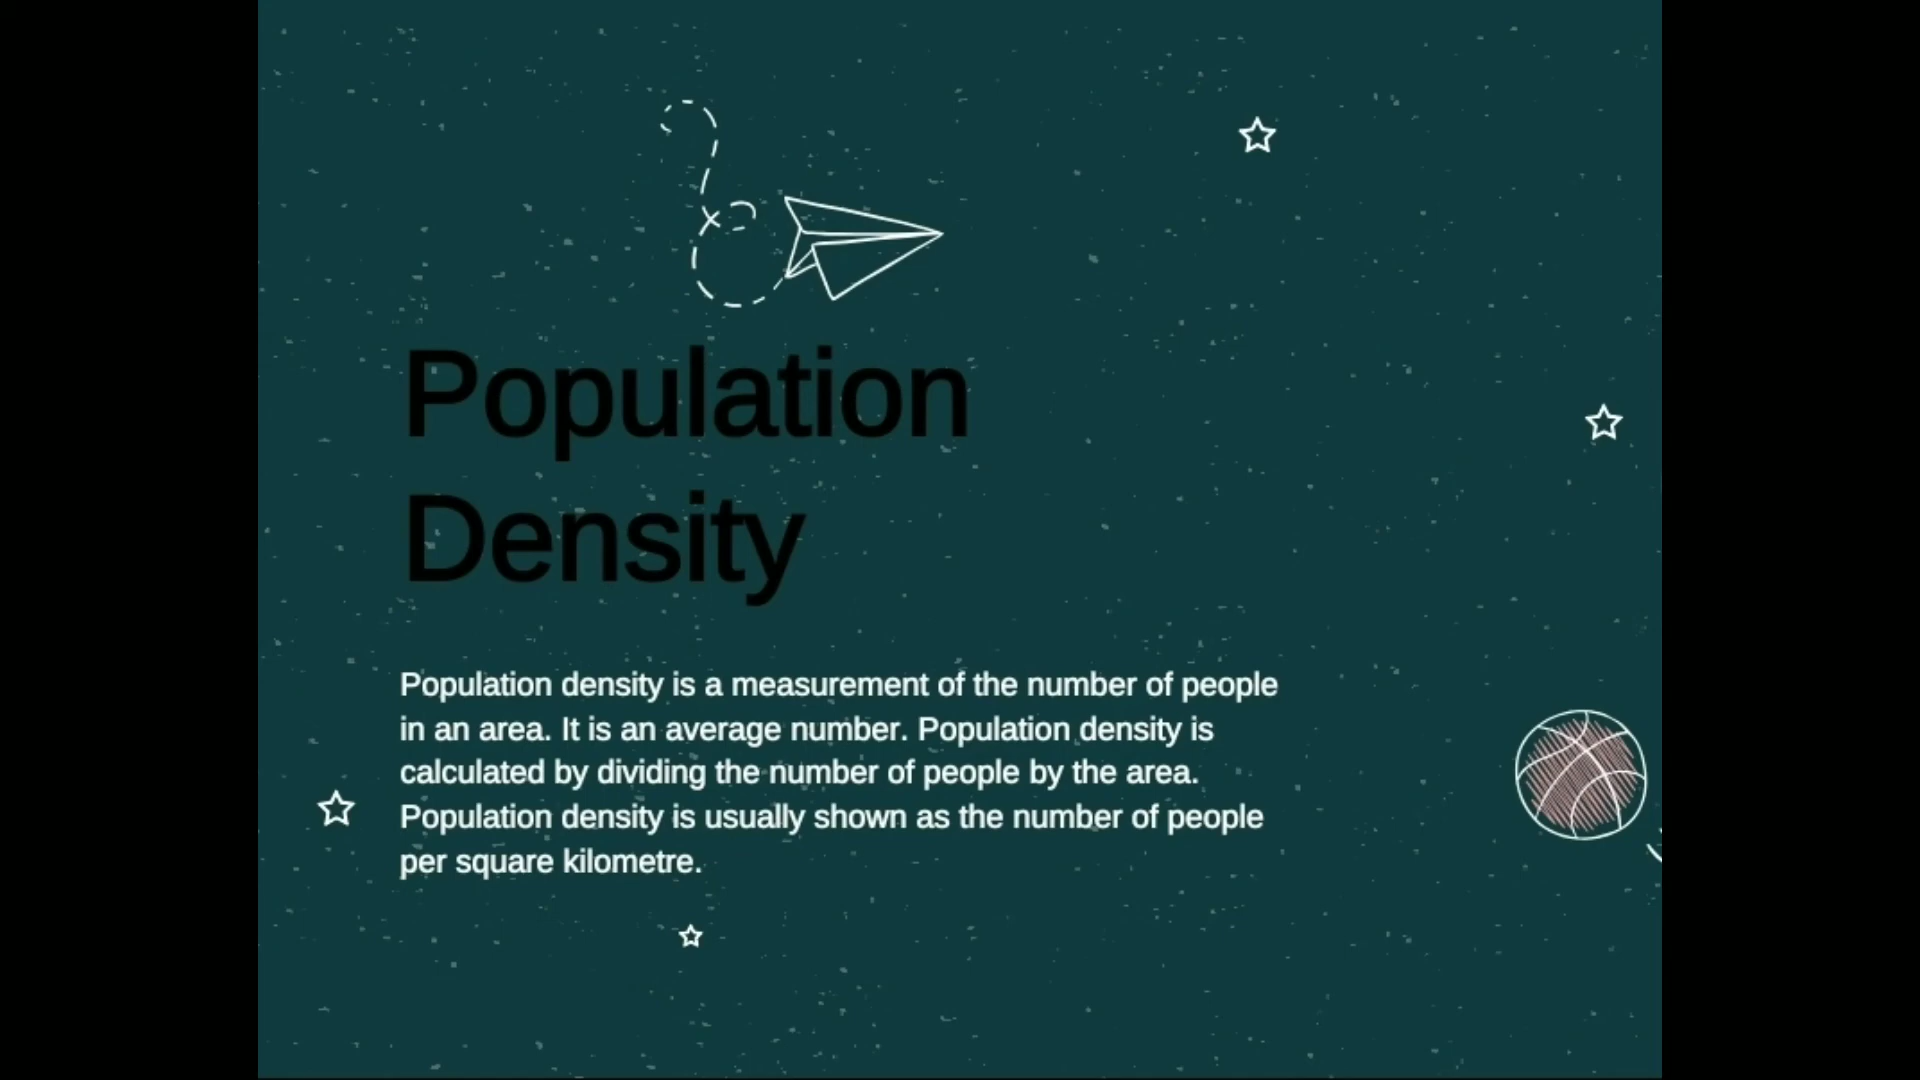 Population
Density
Population density is a measurement of the number of people
in an area. It is an average number. Population density is
calculated by dividing the number of people by the area.
Population density is usually shown as the number of people
per square kilometre.